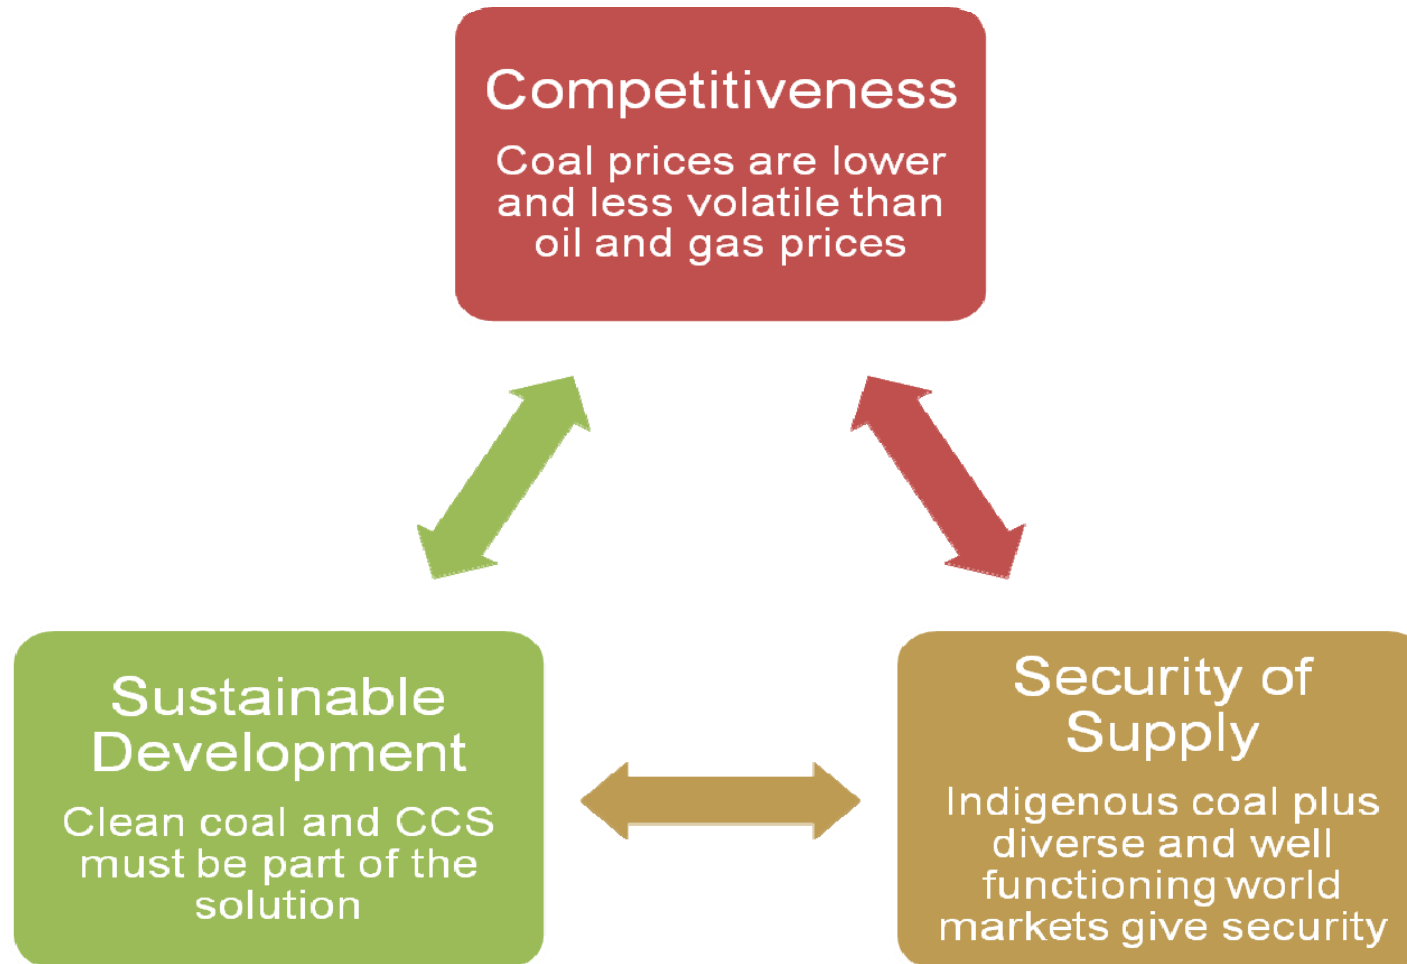 Competitiveness
Coal prices are lower
and less volatile than
oil and gas prices
Sustainable
Development
Clean coal and CCS
must be part of the
solution
Security of
Supply
Indigenous coal plus
diverse and well
functioning world
markets give security